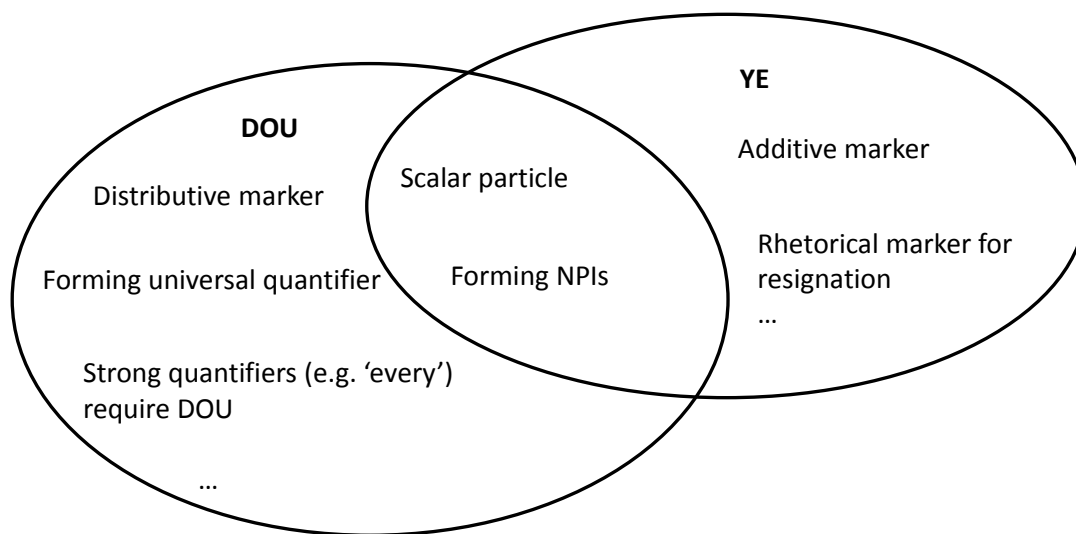 DOU
Distributive marker
Forming universal quantifier
Strong quantifiers (e.g. ‘every’)
require DOU
…
Scalar particle
Forming NPIs
YE
Additive marker
Rhetorical marker for
resignation
…